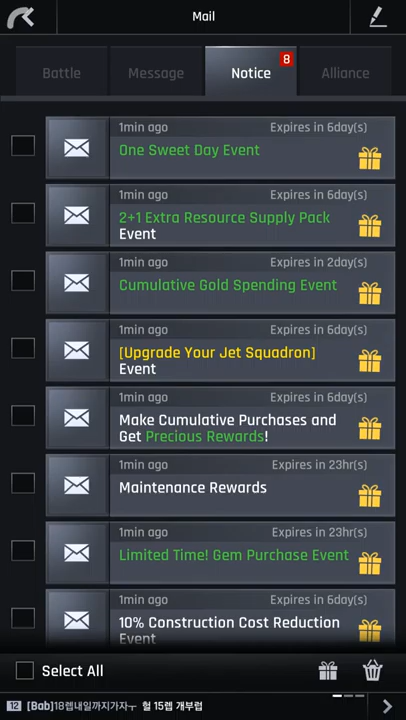 Mail
Battle
Message
Notice
8
Alliance
1min ago
Expires in 6day(s)
One Sweet Day Event
1min ago
Expires in 6day(s)
2+1 Extra Resource Supply Pack
Event
1min ago
Expires in 2day(s)
Cumulative Gold Spending Event
1min ago
Expires in 6day(s)
[Upgrade Your Jet Squadron]
Event
1min ago
Expires in 6day(s)
Make Cumulative Purchases and
Get Precious Rewards!
1min ago
Expires in 23hr(s)
Maintenance Rewards
1min ago
Expires in 23hr(s)
Limited Time! Gem Purchase Event
1min ago
Expires in 6day(s)
10% Construction Cost Reduction
Event
Select All
12 [Bab]18렙내일까지가자ㅜ 헐 15렙 개부럽